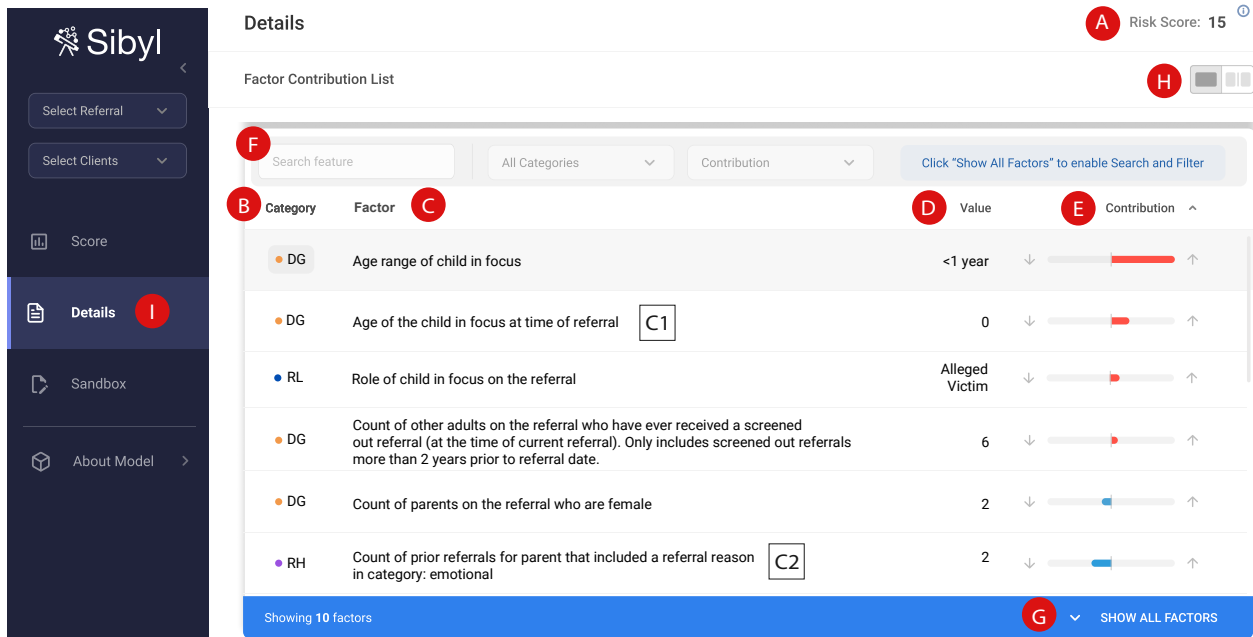 Sibyl
Select Referral
Select Clients
Score
Details
I
Sandbox
About Model
Details
A
Risk Score: 15
Factor Contribution List
H
F
Search feature
All Categories
Contribution
Click “Show All Factors” to enable Search and Filter
B
Category
Factor
C
D
Value
E
Contribution
DG
Age range of child in focus
<1 year
DG
Age of the child in focus at time of referral
C1
0
RL
Role of child in focus on the referral
Alleged
Victim
DG
Count of other adults on the referral who have ever received a screened
out referral (at the time of current referral). Only includes screened out referrals
more than 2 years prior to referral date.
6
DG
Count of parents on the referral who are female
2
RH
Count of prior referrals for parent that included a referral reason
in category: emotional
C2
2
Showing 10 factors
G
SHOW ALL FACTORS